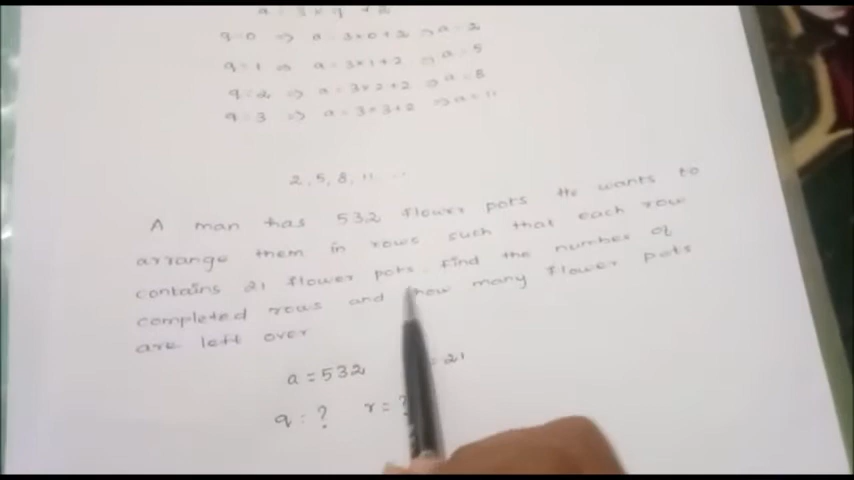 a = 3 × q + 2
q=0 ⇒ a = 3×0+2 ⇒ a = 2
q=1 ⇒ a = 3×1+2 ⇒ a = 5
q=2 ⇒ a = 3×2+2 ⇒ a = 8
q=3 ⇒ a = 3×3+2 ⇒ a = 11
2, 5, 8, 11 ...
A man has 532 flower pots He wants to
arrange them in rows such that each row
contains 21 flower pots. Find the number of
completed rows and how many flower pots
are left over
a = 532 = 21
q = ? r = ?